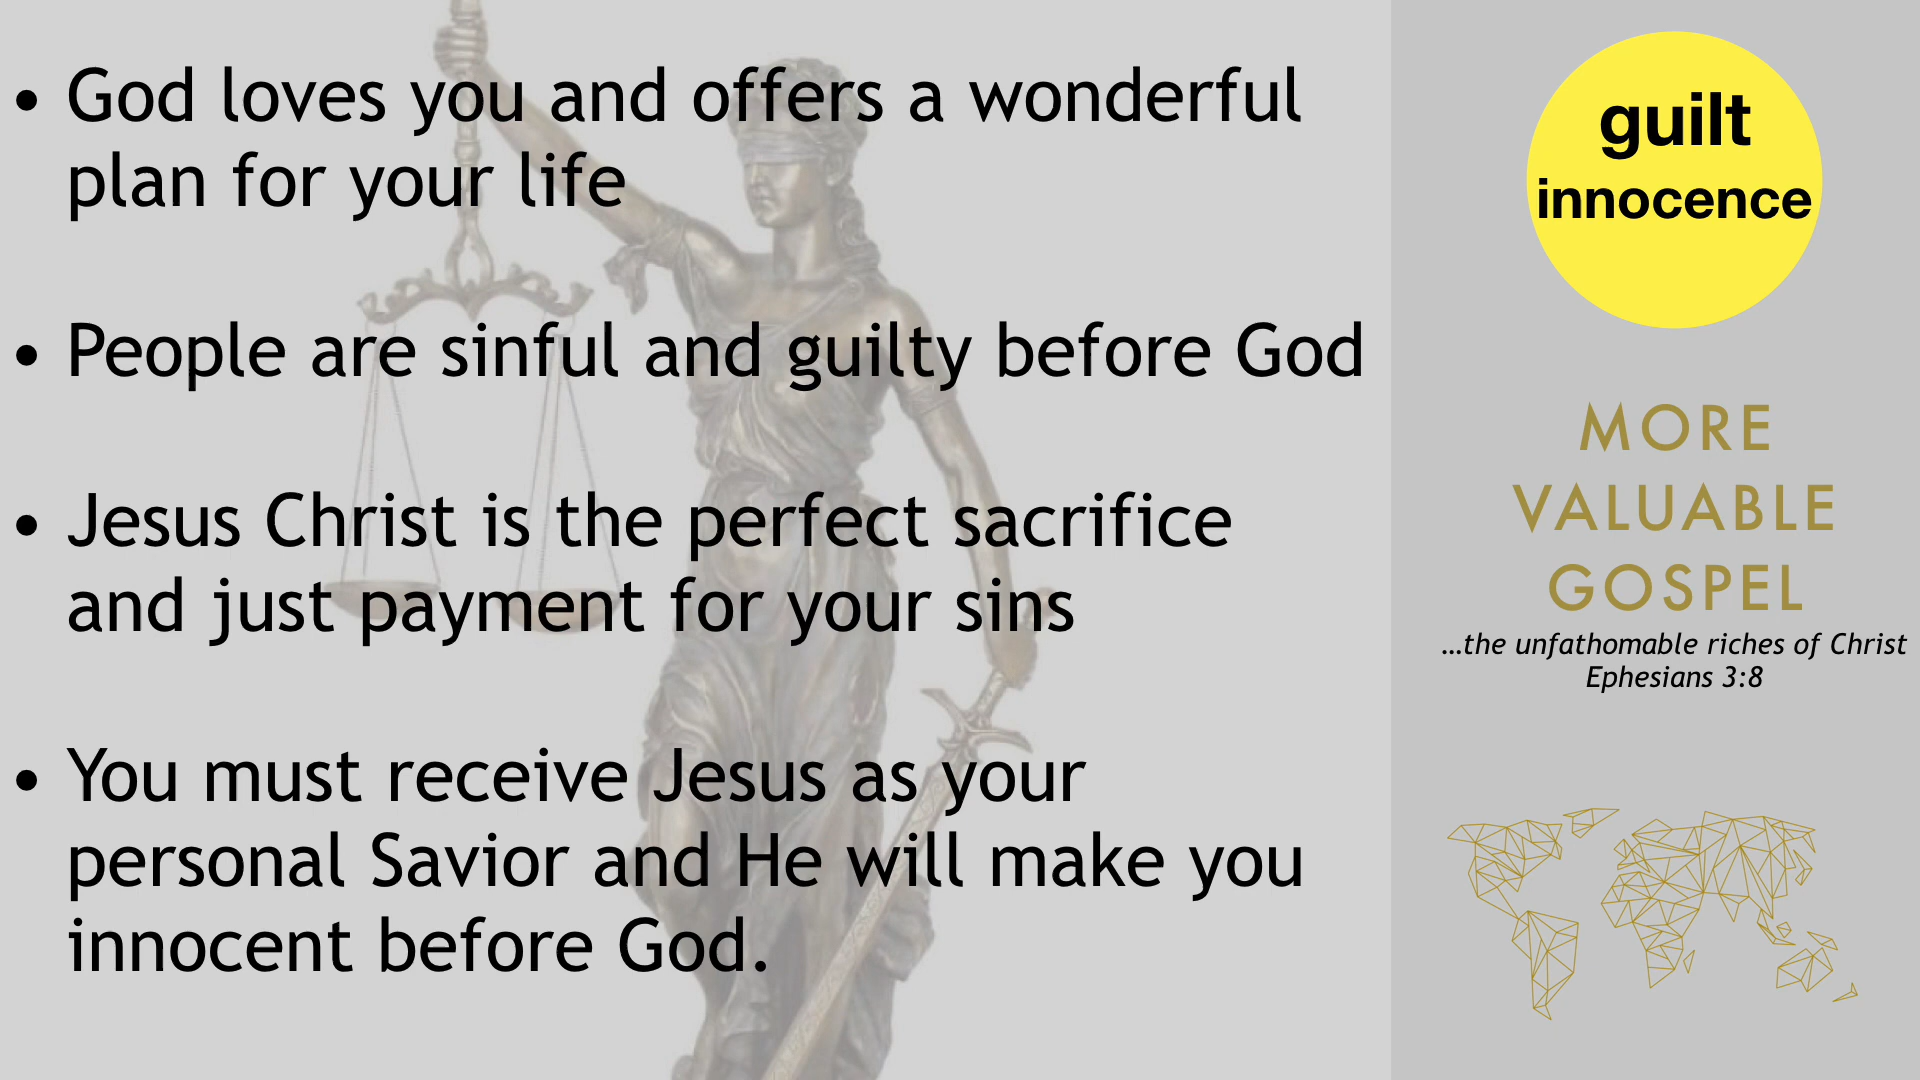 • God loves you and offers a wonderful
plan for your life
• People are sinful and guilty before God
• Jesus Christ is the perfect sacrifice
and just payment for your sins
• You must receive Jesus as your
personal Savior and He will make you
innocent before God.
guilt
innocence
MORE
VALUABLE
GOSPEL
…the unfathomable riches of Christ
Ephesians 3:8